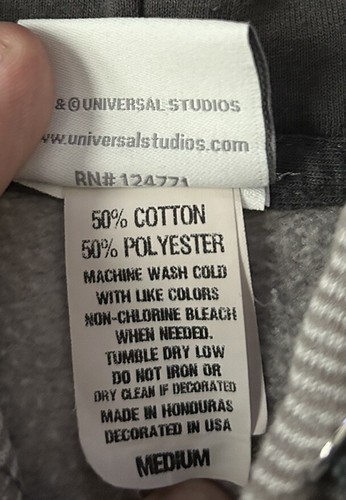 & © UNIVERSAL STUDIOS
www.universalstudios.com
RN# 124771
50% COTTON
50% POLYESTER
MACHINE WASH COLD
WITH LIKE COLORS
NON-CHLORINE BLEACH
WHEN NEEDED.
TUMBLE DRY LOW
DO NOT IRON OR
DRY CLEAN IF DECORATED
MADE IN HONDURAS
DECORATED IN USA
MEDIUM